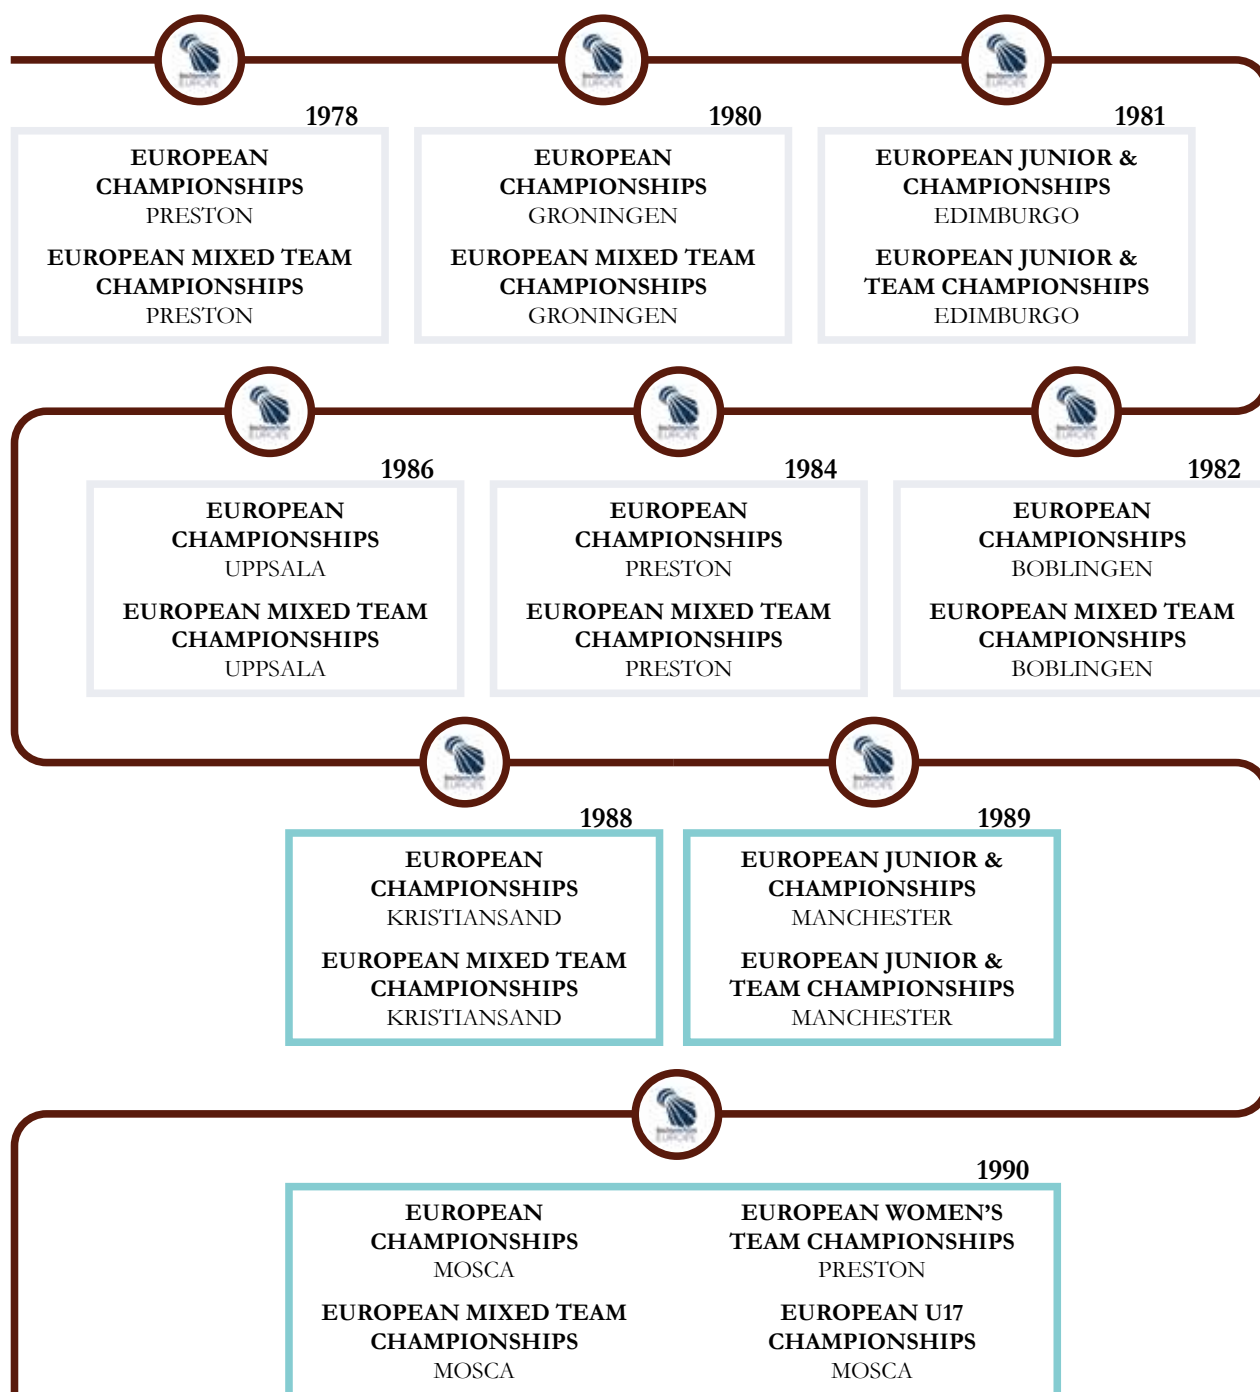 1978
EUROPEAN
CHAMPIONSHIPS
PRESTON
EUROPEAN MIXED TEAM
CHAMPIONSHIPS
PRESTON
1980
EUROPEAN
CHAMPIONSHIPS
GRONINGEN
EUROPEAN MIXED TEAM
CHAMPIONSHIPS
GRONINGEN
1981
EUROPEAN JUNIOR &
CHAMPIONSHIPS
EDIMBURGO
EUROPEAN JUNIOR &
TEAM CHAMPIONSHIPS
EDIMBURGO
1986
EUROPEAN
CHAMPIONSHIPS
UPPSALA
EUROPEAN MIXED TEAM
CHAMPIONSHIPS
UPPSALA
1984
EUROPEAN
CHAMPIONSHIPS
PRESTON
EUROPEAN MIXED TEAM
CHAMPIONSHIPS
PRESTON
1982
EUROPEAN
CHAMPIONSHIPS
BOBLINGEN
EUROPEAN MIXED TEAM
CHAMPIONSHIPS
BOBLINGEN
1988
EUROPEAN
CHAMPIONSHIPS
KRISTIANSAND
EUROPEAN MIXED TEAM
CHAMPIONSHIPS
KRISTIANSAND
1989
EUROPEAN JUNIOR &
CHAMPIONSHIPS
MANCHESTER
EUROPEAN JUNIOR &
TEAM CHAMPIONSHIPS
MANCHESTER
1990
EUROPEAN
CHAMPIONSHIPS
MOSCA
EUROPEAN MIXED TEAM
CHAMPIONSHIPS
MOSCA
EUROPEAN WOMEN'S
TEAM CHAMPIONSHIPS
PRESTON
EUROPEAN U17
CHAMPIONSHIPS
MOSCA